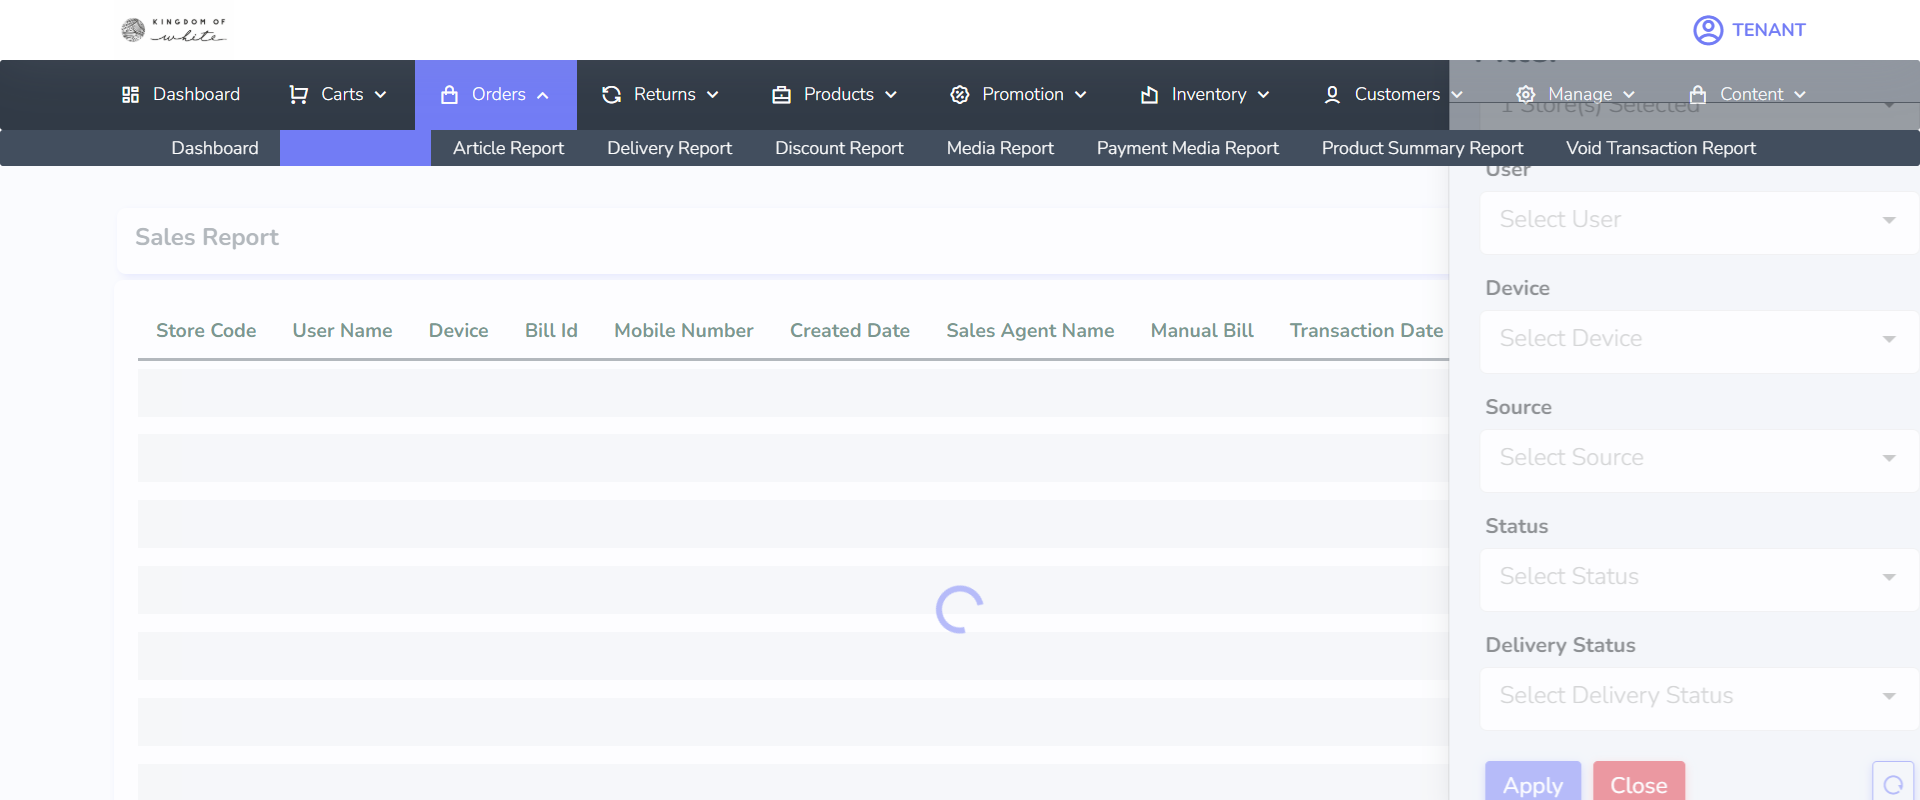 KINGDOM OF
white
TENANT
Dashboard Carts Orders Returns Products Promotion Inventory Customers Manage Content
1 Store(s) Selected
Dashboard Article Report Delivery Report Discount Report Media Report Payment Media Report Product Summary Report Void Transaction Report
User
Select User
Sales Report
Device
Store Code User Name Device Bill Id Mobile Number Created Date Sales Agent Name Manual Bill Transaction Date
Select Device
Source
Select Source
Status
Select Status
Delivery Status
Select Delivery Status
Apply Close